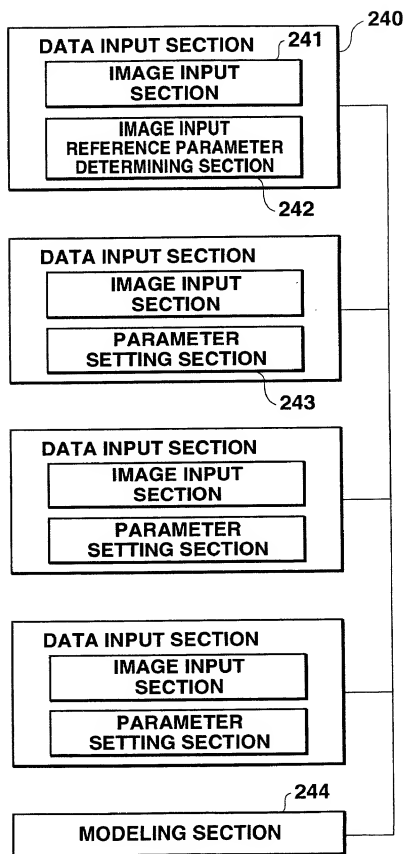 240
DATA INPUT SECTION
241
IMAGE INPUT
SECTION
IMAGE INPUT
REFERENCE PARAMETER
DETERMINING SECTION
242
DATA INPUT SECTION
IMAGE INPUT
SECTION
PARAMETER
SETTING SECTION
243
DATA INPUT SECTION
IMAGE INPUT
SECTION
PARAMETER
SETTING SECTION
DATA INPUT SECTION
IMAGE INPUT
SECTION
PARAMETER
SETTING SECTION
244
MODELING SECTION